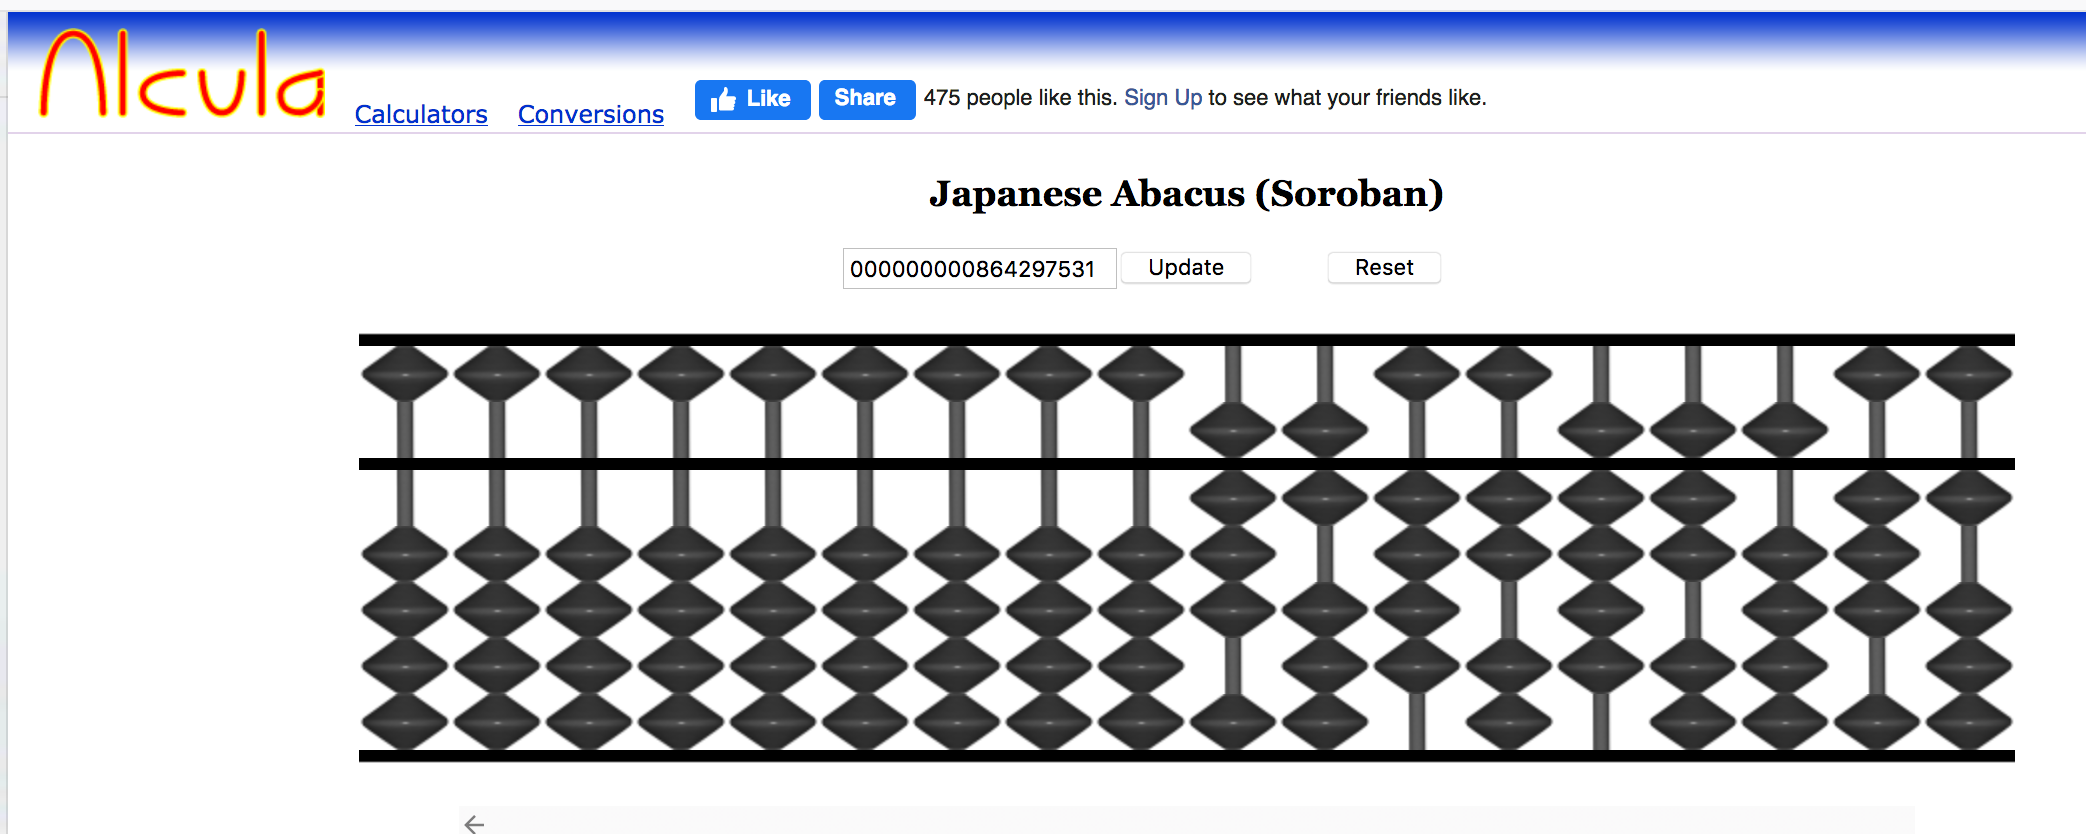 Alcula
Calculators Conversions Like Share 475 people like this. Sign Up to see what your friends like.
Japanese Abacus (Soroban)
000000000864297531 Update Reset